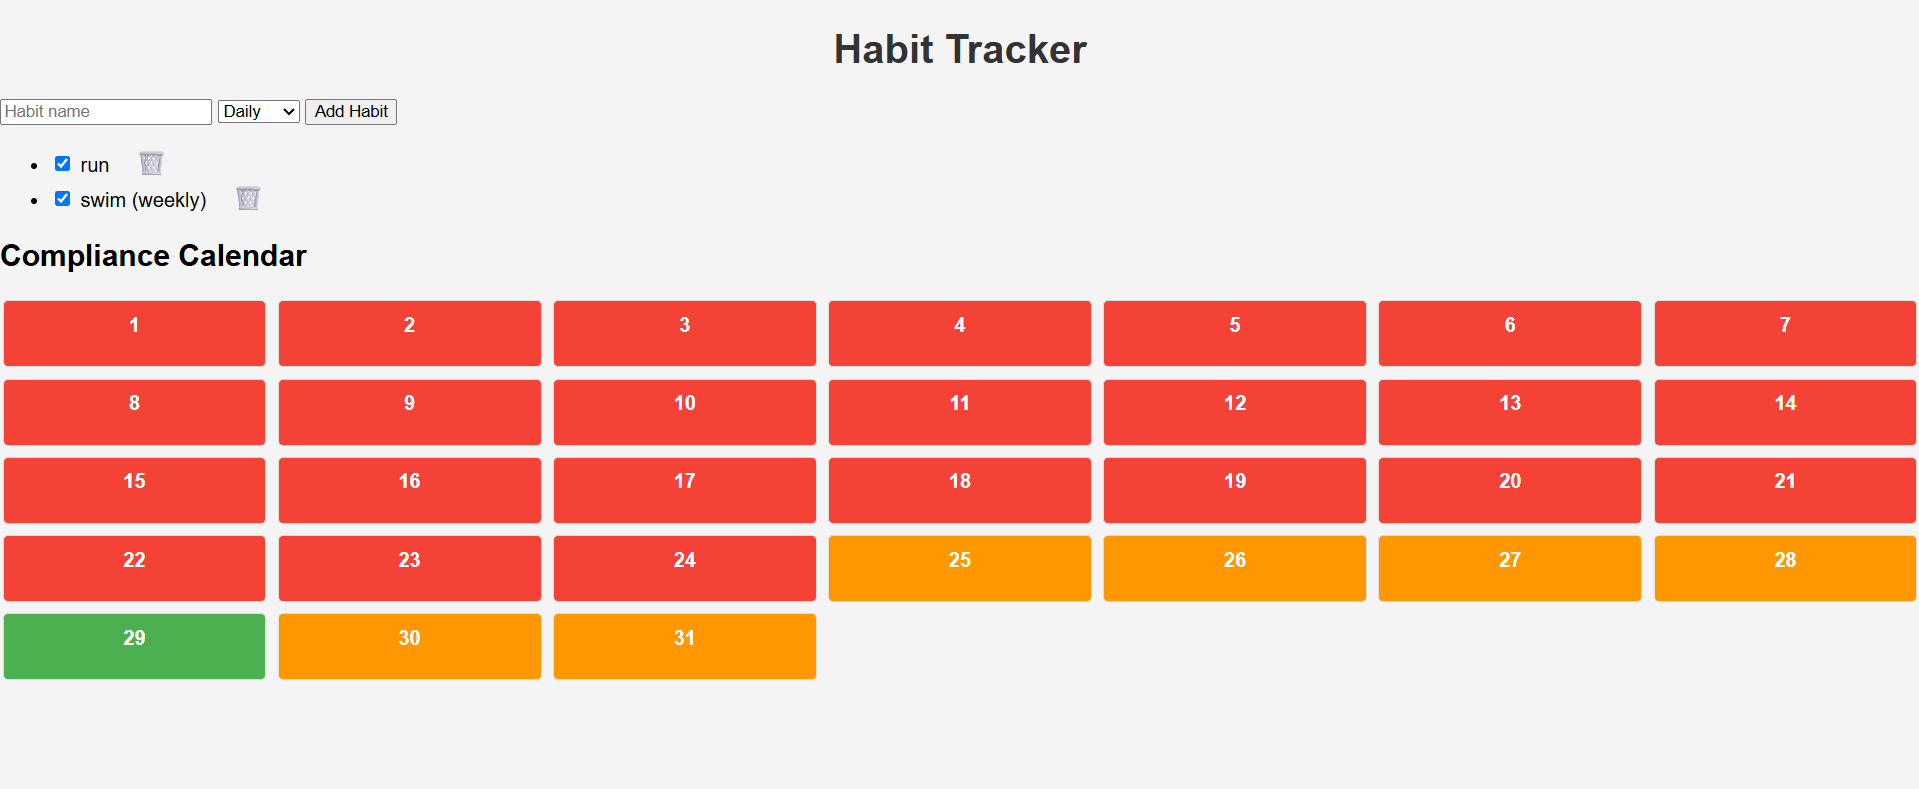 Habit Tracker
Habit name Daily Add Habit
run
swim (weekly)
Compliance Calendar
1 2 3 4 5 6 7
8 9 10 11 12 13 14
15 16 17 18 19 20 21
22 23 24 25 26 27 28
29 30 31